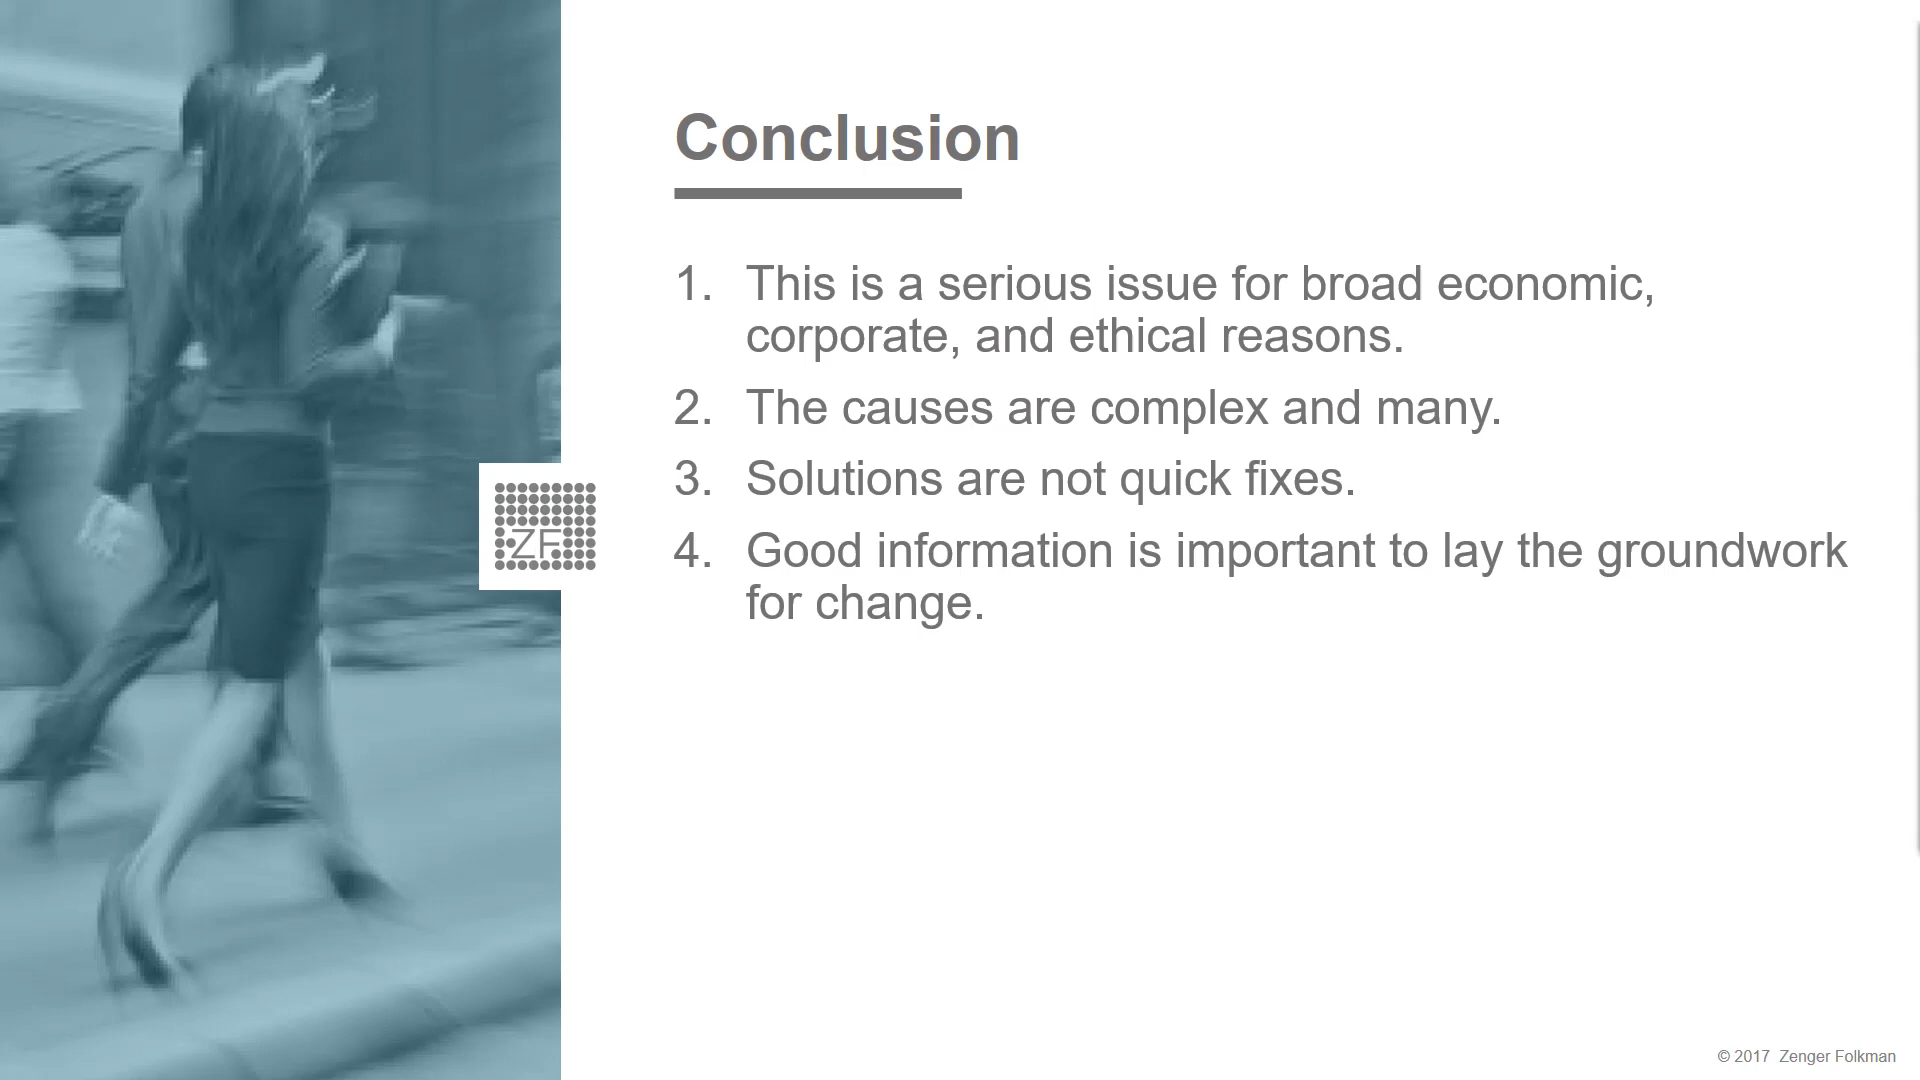 Conclusion
1. This is a serious issue for broad economic,
corporate, and ethical reasons.
2. The causes are complex and many.
3. Solutions are not quick fixes.
ZF
4. Good information is important to lay the groundwork
for change.
© 2017 Zenger Folkman